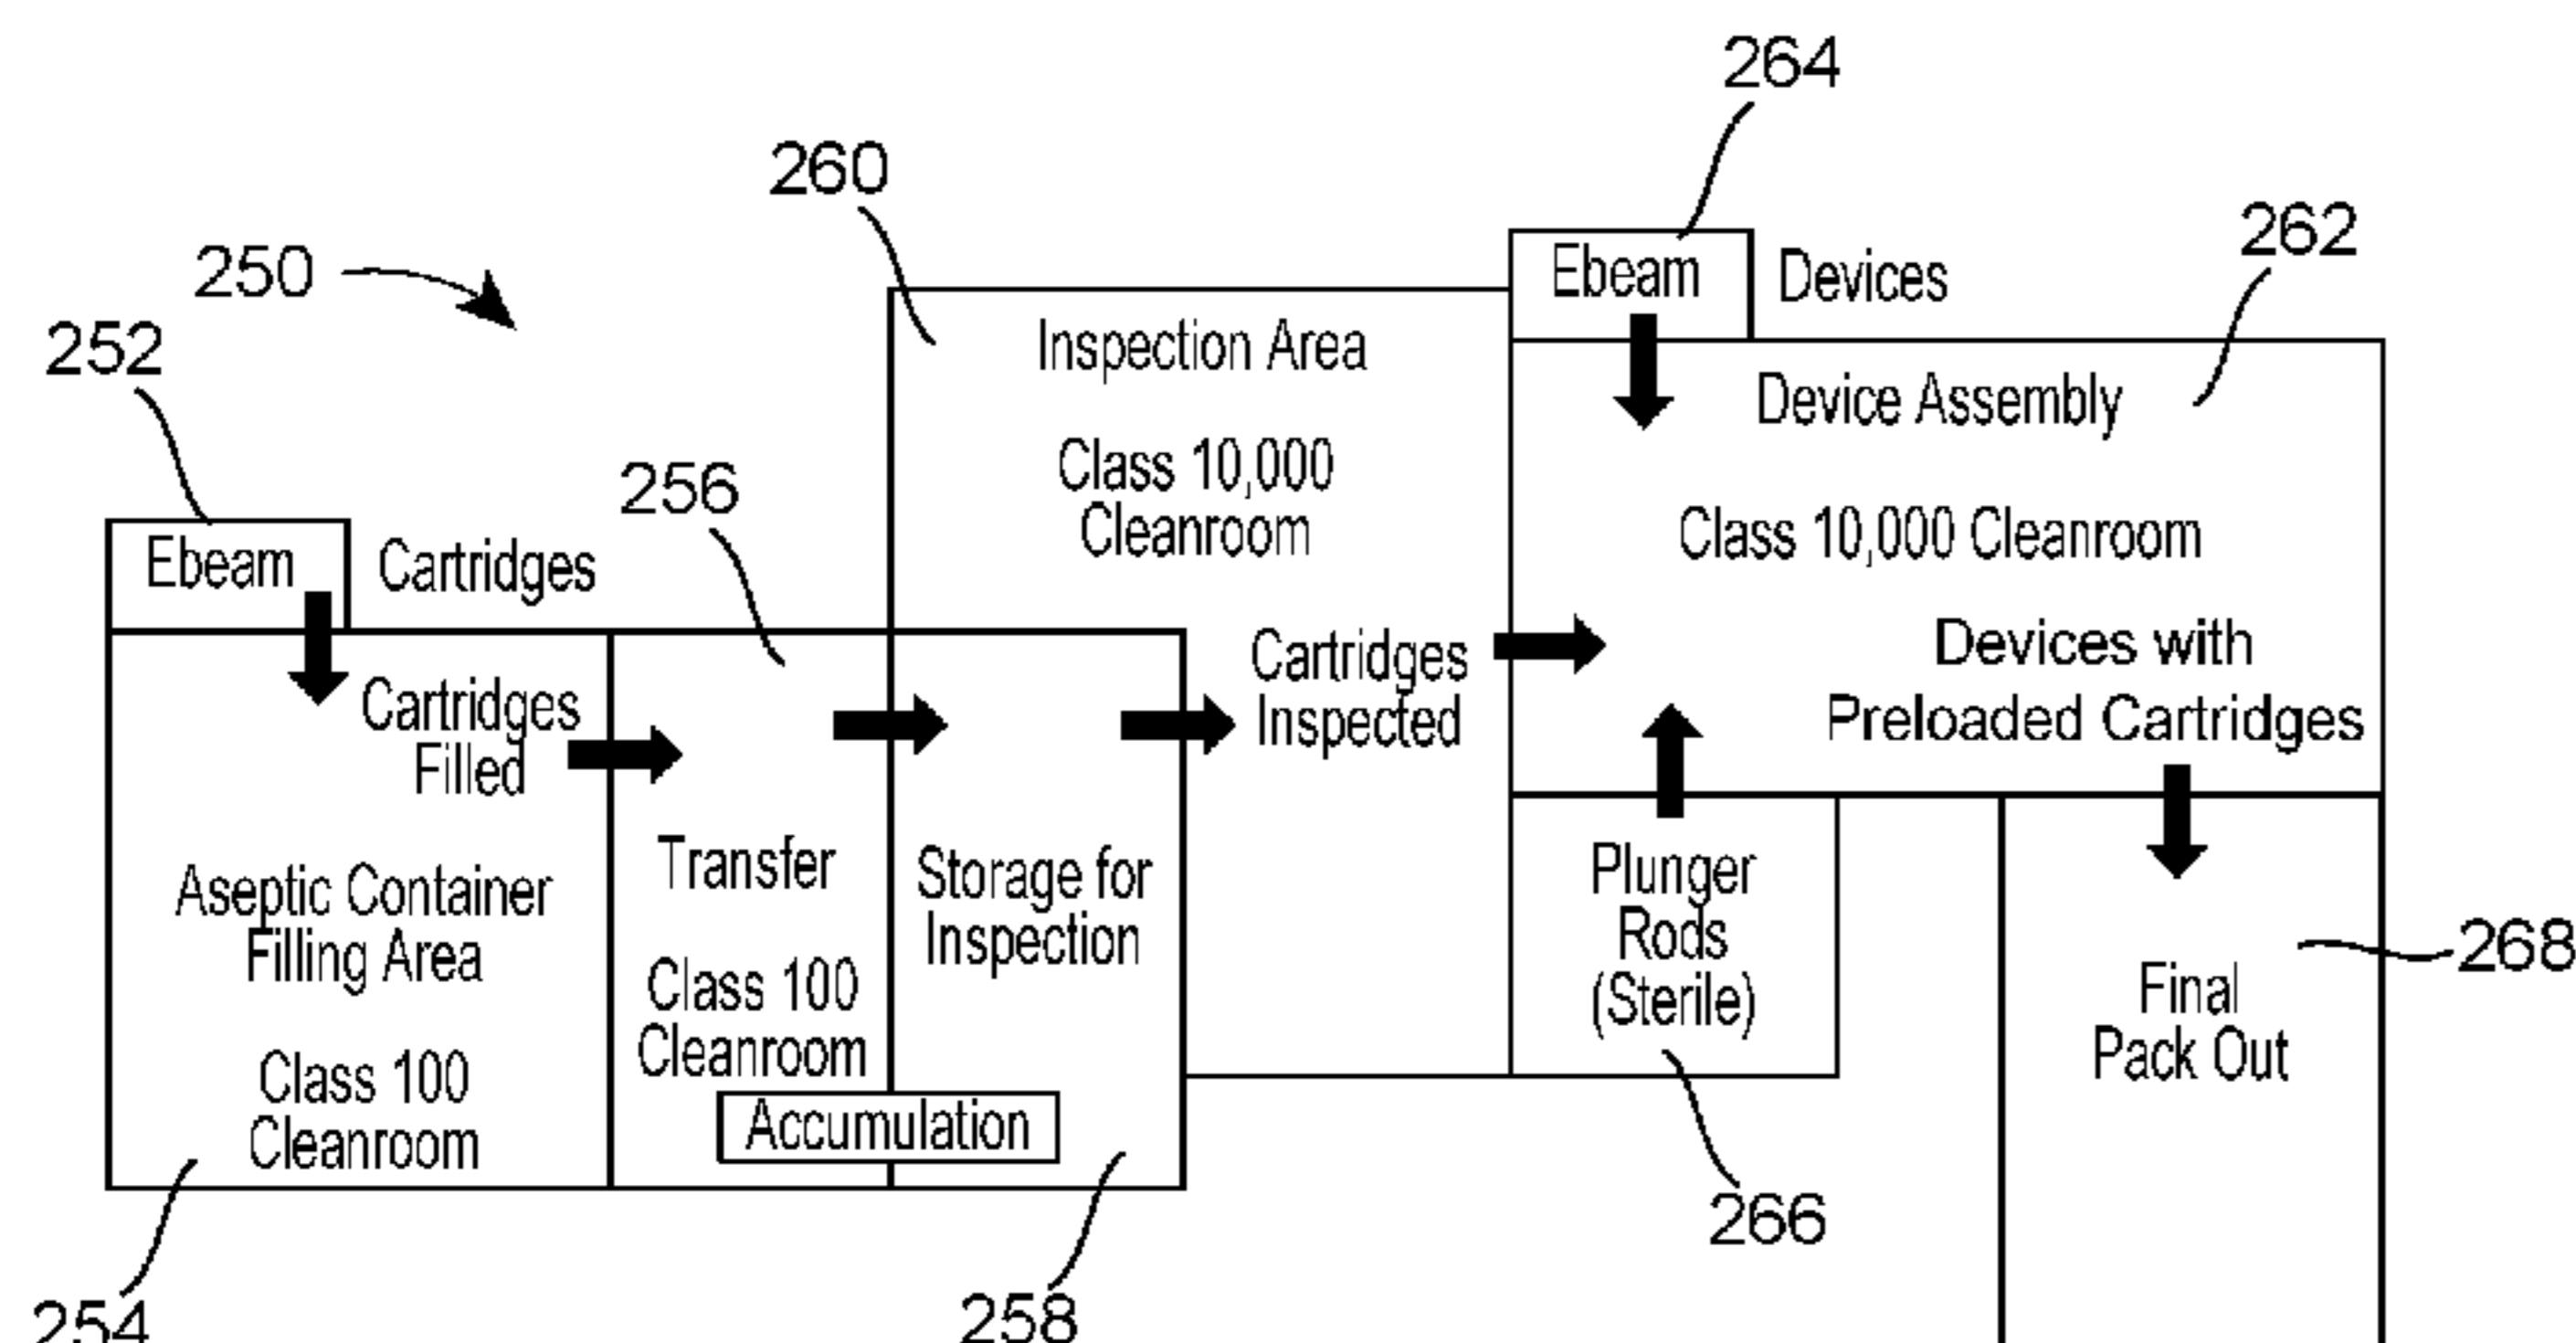 264
260
262
250
Ebeam
Devices
252
Inspection Area
Device Assembly
256
Class 10,000
Cleanroom
Class 10,000 Cleanroom
Ebeam
Cartridges
Cartridges
Filled
Cartridges
Inspected
Devices with
Preloaded Cartridges
Aseptic Container
Filling Area
Transfer
Storage for
Inspection
Plunger
Rods
(Sterile)
268
Class 100
Cleanroom
Class 100
Cleanroom
Final
Pack Out
Accumulation
266
254
258